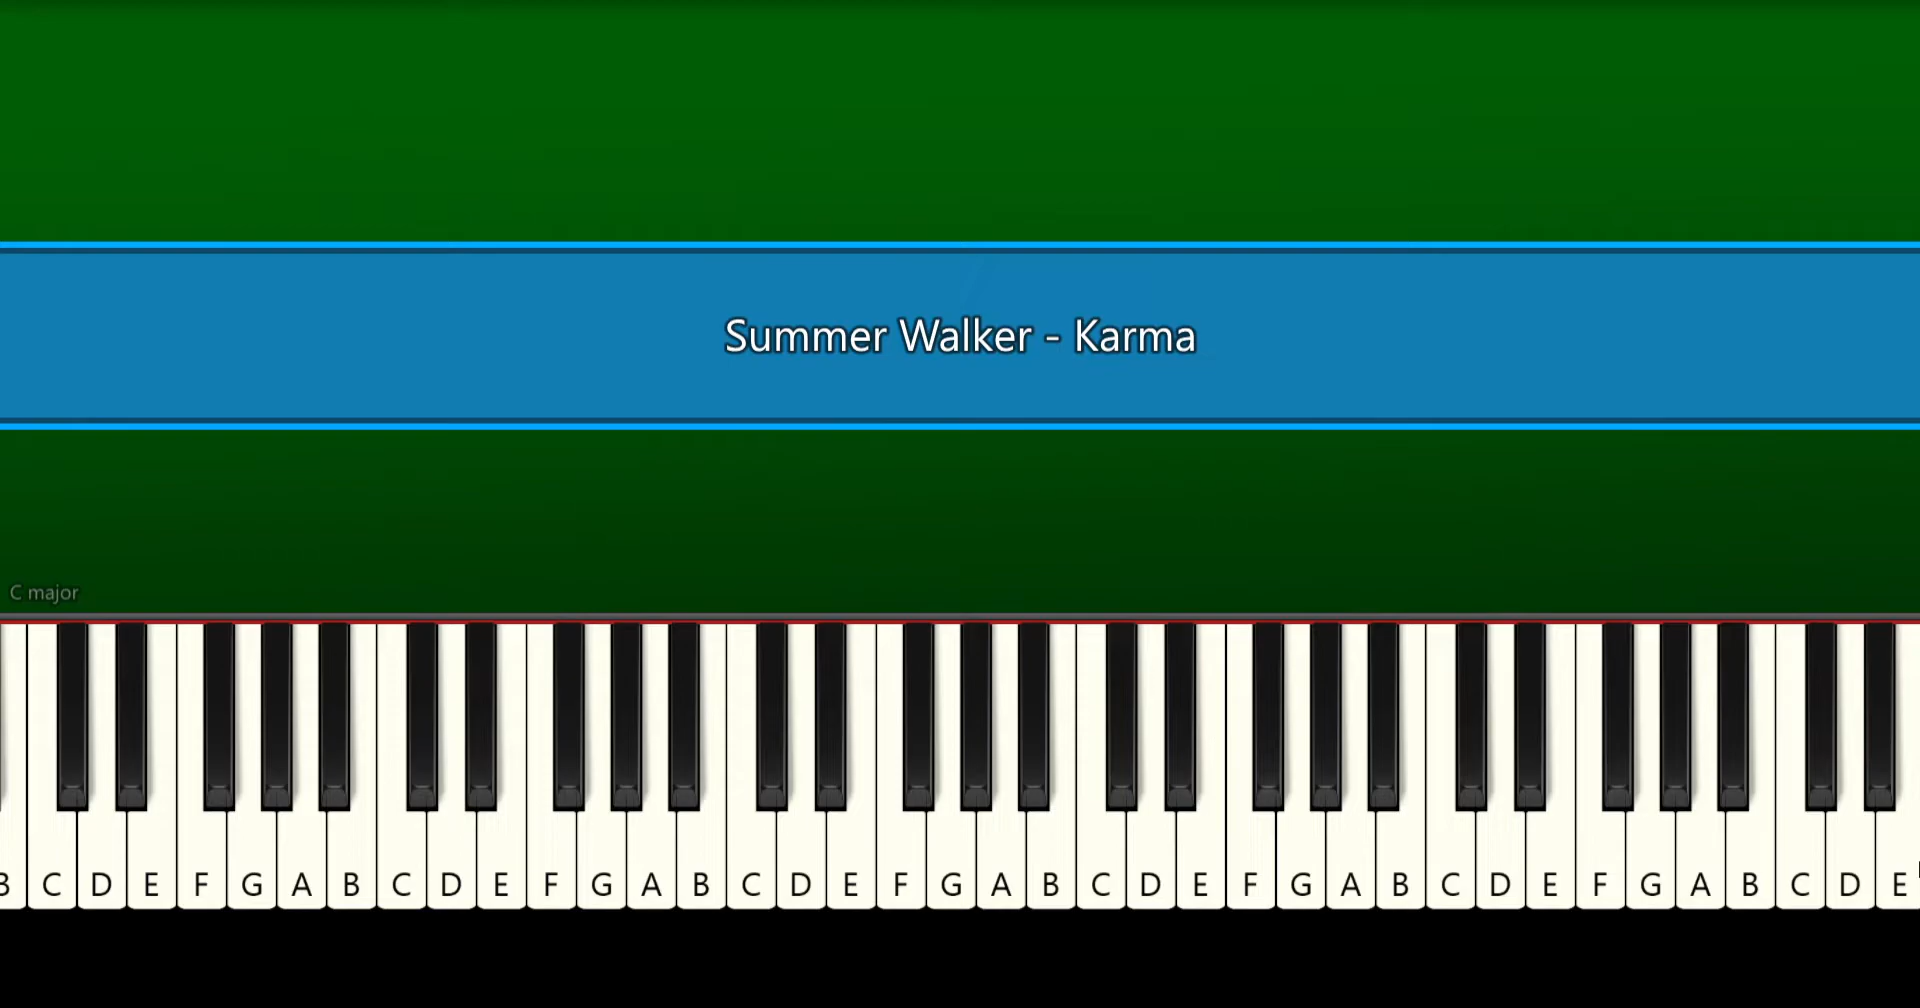 Summer Walker - Karma
C major
B C D E F G A B C D E F G A B C D E F G A B C D E F G A B C D E F G A B C D E